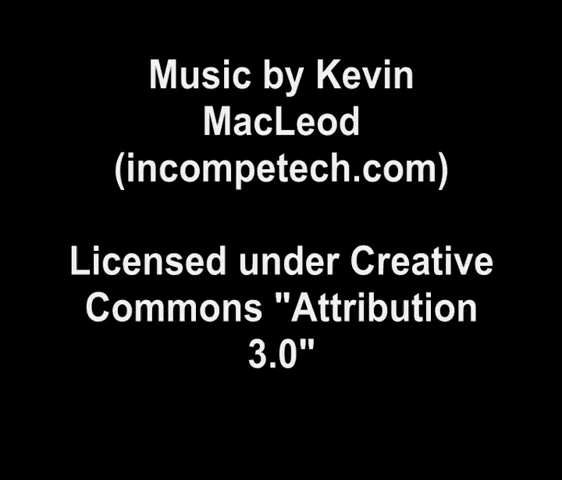 Music by Kevin
MacLeod
(incompetech.com)
Licensed under Creative
Commons "Attribution
3.0"